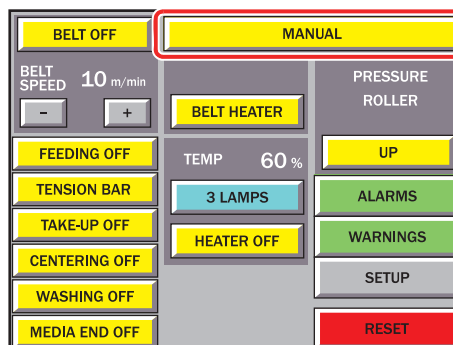 BELT OFF
MANUAL
BELT
SPEED 10 m/min
- +
BELT HEATER
PRESSURE
ROLLER
UP
FEEDING OFF
TENSION BAR
TAKE-UP OFF
CENTERING OFF
WASHING OFF
MEDIA END OFF
TEMP 60 %
3 LAMPS
HEATER OFF
ALARMS
WARNINGS
SETUP
RESET